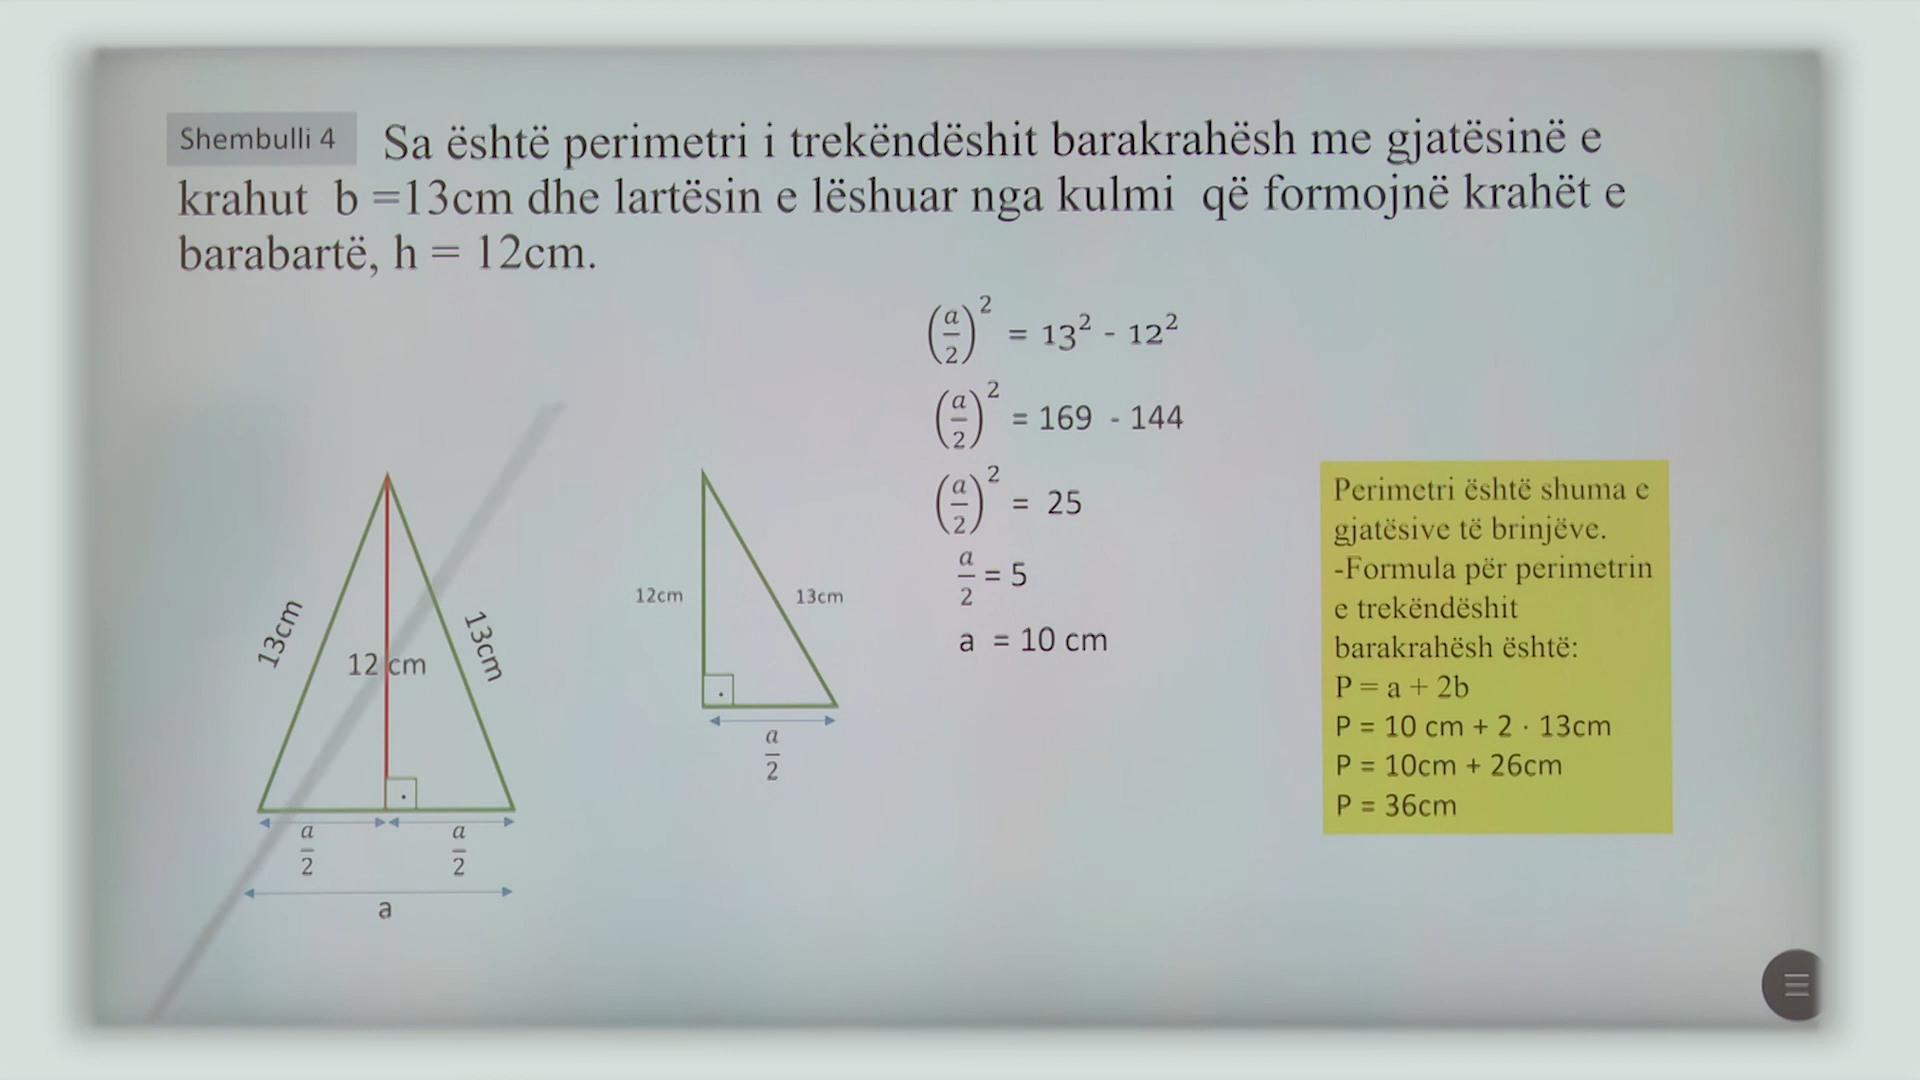 Shembulli 4 Sa është perimetri i trekëndëshit barakrahësh me gjatësinë e
krahut b =13cm dhe lartësin e lëshuar nga kulmi që formojnë krahët e
barabartë, h = 12cm.
(a/2)² = 13² - 12²
(a/2)² = 169 - 144
(a/2)² = 25
a/2 = 5
a = 10 cm
13cm
12 cm
13cm
a/2
a/2
a
12cm
13cm
a/2
Perimetri është shuma e
gjatësive të brinjëve.
-Formula për perimetrin
e trekëndëshit
barakrahësh është:
P = a + 2b
P = 10 cm + 2 · 13cm
P = 10cm + 26cm
P = 36cm